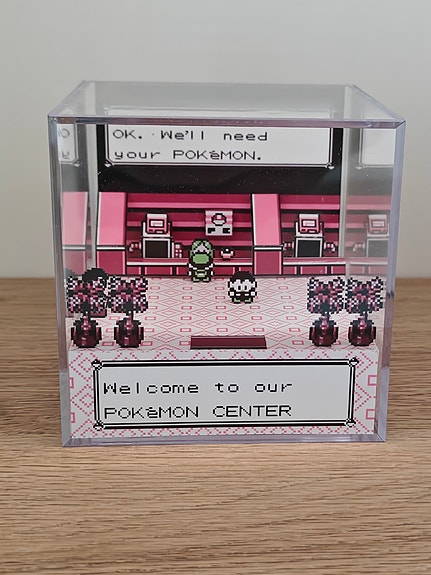 OK. We'll need
your POKéMON.
Welcome to our
POKéMON CENTER